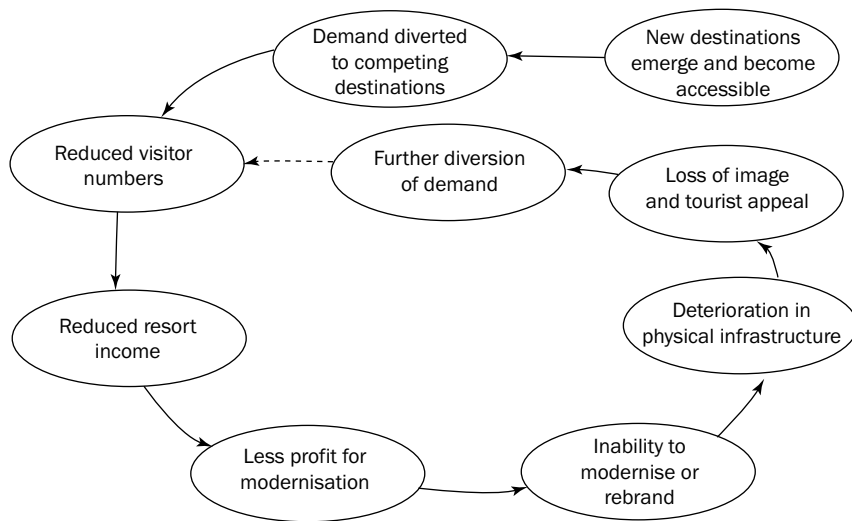 New destinations
emerge and become
accessible
Demand diverted
to competing
destinations
Reduced visitor
numbers
Reduced resort
income
Less profit for
modernisation
Inability to
modernise or
rebrand
Deterioration in
physical infrastructure
Loss of image
and tourist appeal
Further diversion
of demand